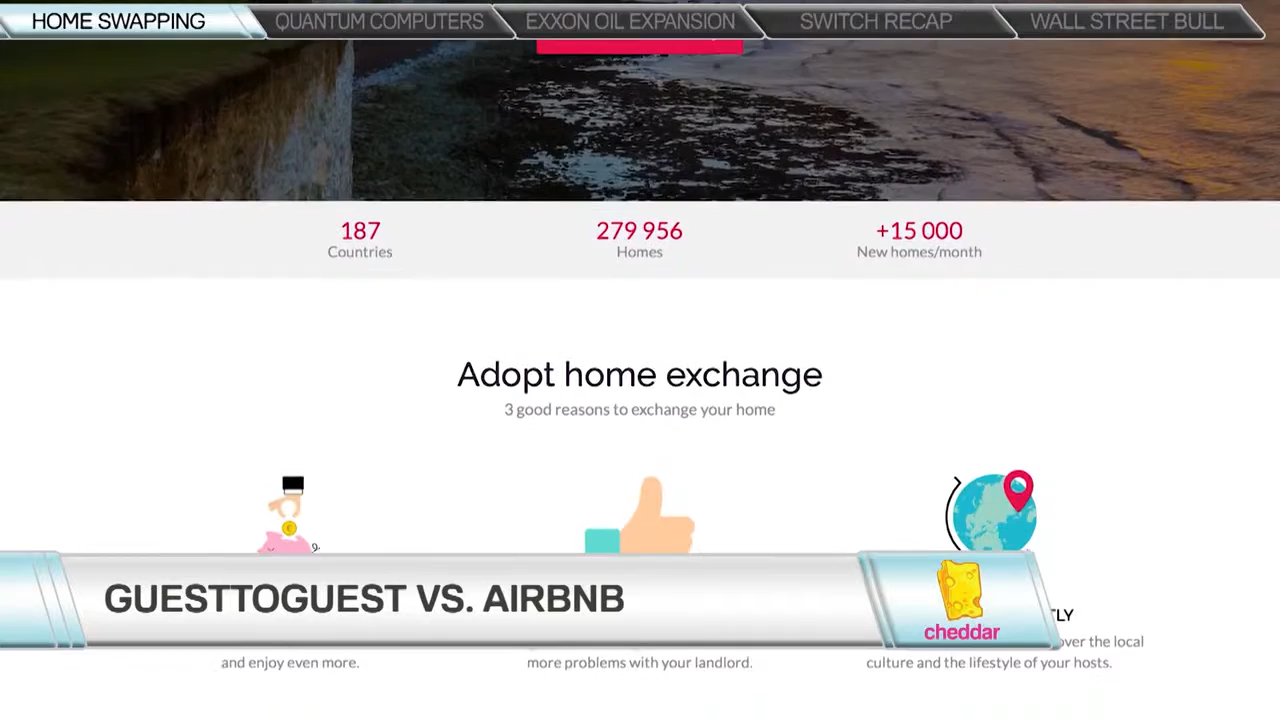 HOME SWAPPING
QUANTUM COMPUTERS
EXXON OIL EXPANSION
SWITCH RECAP
WALL STREET BULL
187
279 956
+15 000
Countries
Homes
New homes/month
Adopt home exchange
3 good reasons to exchange your home
GUESTTOGUEST VS. AIRBNB
cheddar
TLY
over the local
and enjoy even more.
more problems with your landlord.
culture and the lifestyle of your hosts.